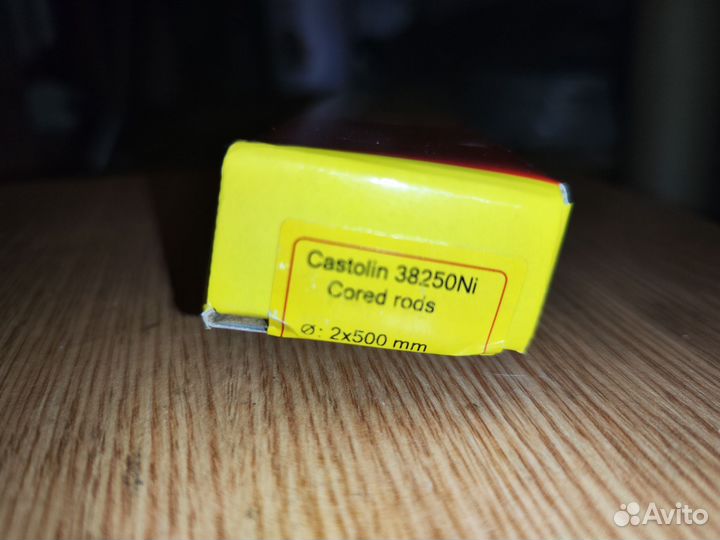 Castolin 38250Ni
Cored rods
Ø: 2x500 mm
Avito